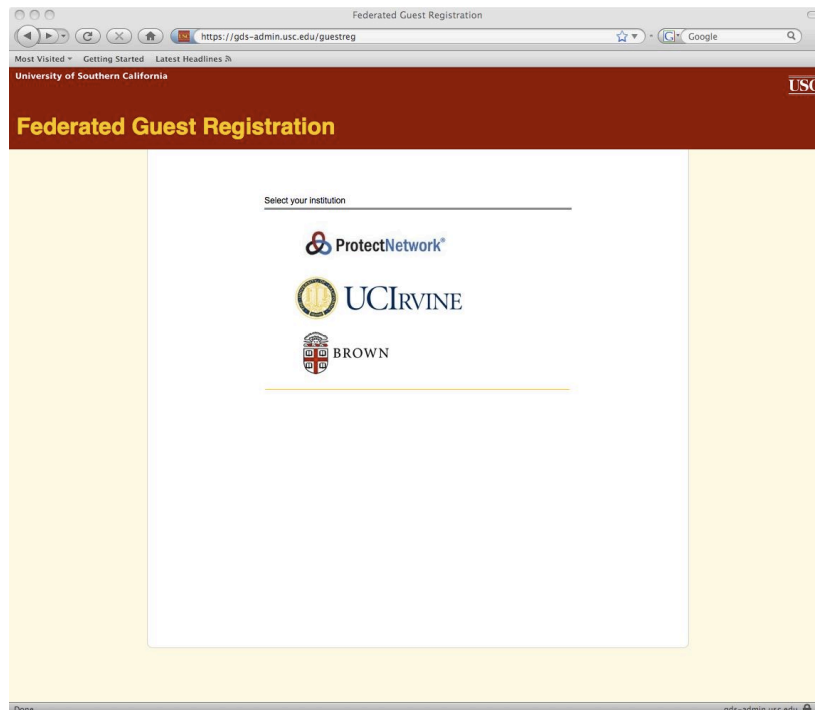 Federated Guest Registration
https://gds-admin.usc.edu/guestreg
Google
Most Visited Getting Started Latest Headlines
University of Southern California
USC
Federated Guest Registration
Select your institution
ProtectNetwork®
UCIRVINE
BROWN
Done
gds-admin.usc.edu